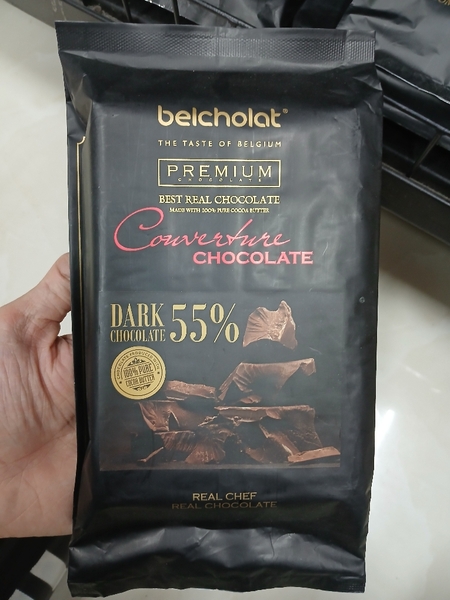 belcholat®
THE TASTE OF BELGIUM
PREMIUM
CHOCOLATE
BEST REAL CHOCOLATE
MADE WITH 100% PURE COCOA BUTTER
Couverture
CHOCOLATE
DARK
CHOCOLATE
55%
100% PURE
COCOA BUTTER
REAL CHEF
REAL CHOCOLATE